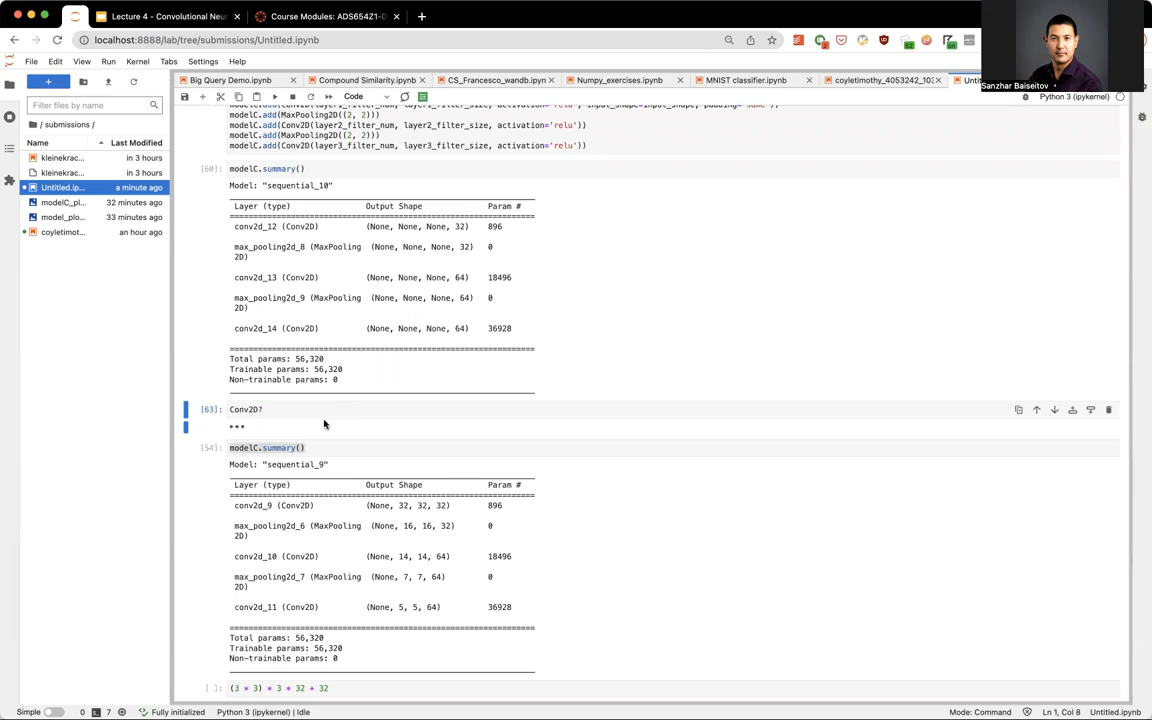 Lecture 4 - Convolutional Neur
Course Modules: ADS654Z1-0
localhost:8888/lab/tree/submissions/Untitled.ipynb
File Edit View Run Kernel Tabs Settings Help
Sanzhar Baiseitov
Big Query Demo.ipynb
Compound Similarity.ipynb
CS_Francesco_wandb.ipyn
Numpy_exercises.ipynb
MNIST classifier.ipynb
coyletimothy_4053242_103
Unti
Code
Python 3 (ipykernel)
Filter files by name
/ submissions /
Name Last Modified
kleinekrac... in 3 hours
kleinekrac... in 3 hours
Untitled.ip... a minute ago
modelC_pl... 32 minutes ago
model_plo... 33 minutes ago
coyletimot... an hour ago
modelC.add(MaxPooling2D((2, 2)))
modelC.add(Conv2D(layer2_filter_num, layer2_filter_size, activation='relu'))
modelC.add(MaxPooling2D((2, 2)))
modelC.add(Conv2D(layer3_filter_num, layer3_filter_size, activation='relu'))
[60]: modelC.summary()
Model: "sequential_10"
Layer (type) Output Shape Param #
conv2d_12 (Conv2D) (None, None, None, 32) 896
max_pooling2d_8 (MaxPooling (None, None, None, 32) 0
2D)
conv2d_13 (Conv2D) (None, None, None, 64) 18496
max_pooling2d_9 (MaxPooling (None, None, None, 64) 0
2D)
conv2d_14 (Conv2D) (None, None, None, 64) 36928
Total params: 56,320
Trainable params: 56,320
Non-trainable params: 0
[63]: Conv2D?
[54]: modelC.summary()
Model: "sequential_9"
Layer (type) Output Shape Param #
conv2d_9 (Conv2D) (None, 32, 32, 32) 896
max_pooling2d_6 (MaxPooling (None, 16, 16, 32) 0
2D)
conv2d_10 (Conv2D) (None, 14, 14, 64) 18496
max_pooling2d_7 (MaxPooling (None, 7, 7, 64) 0
2D)
conv2d_11 (Conv2D) (None, 5, 5, 64) 36928
Total params: 56,320
Trainable params: 56,320
Non-trainable params: 0
[ ]: (3 * 3) * 3 * 32 + 32
Simple 0 7 Fully initialized Python 3 (ipykernel) | Idle Mode: Command Ln 1, Col 8 Untitled.ipynb